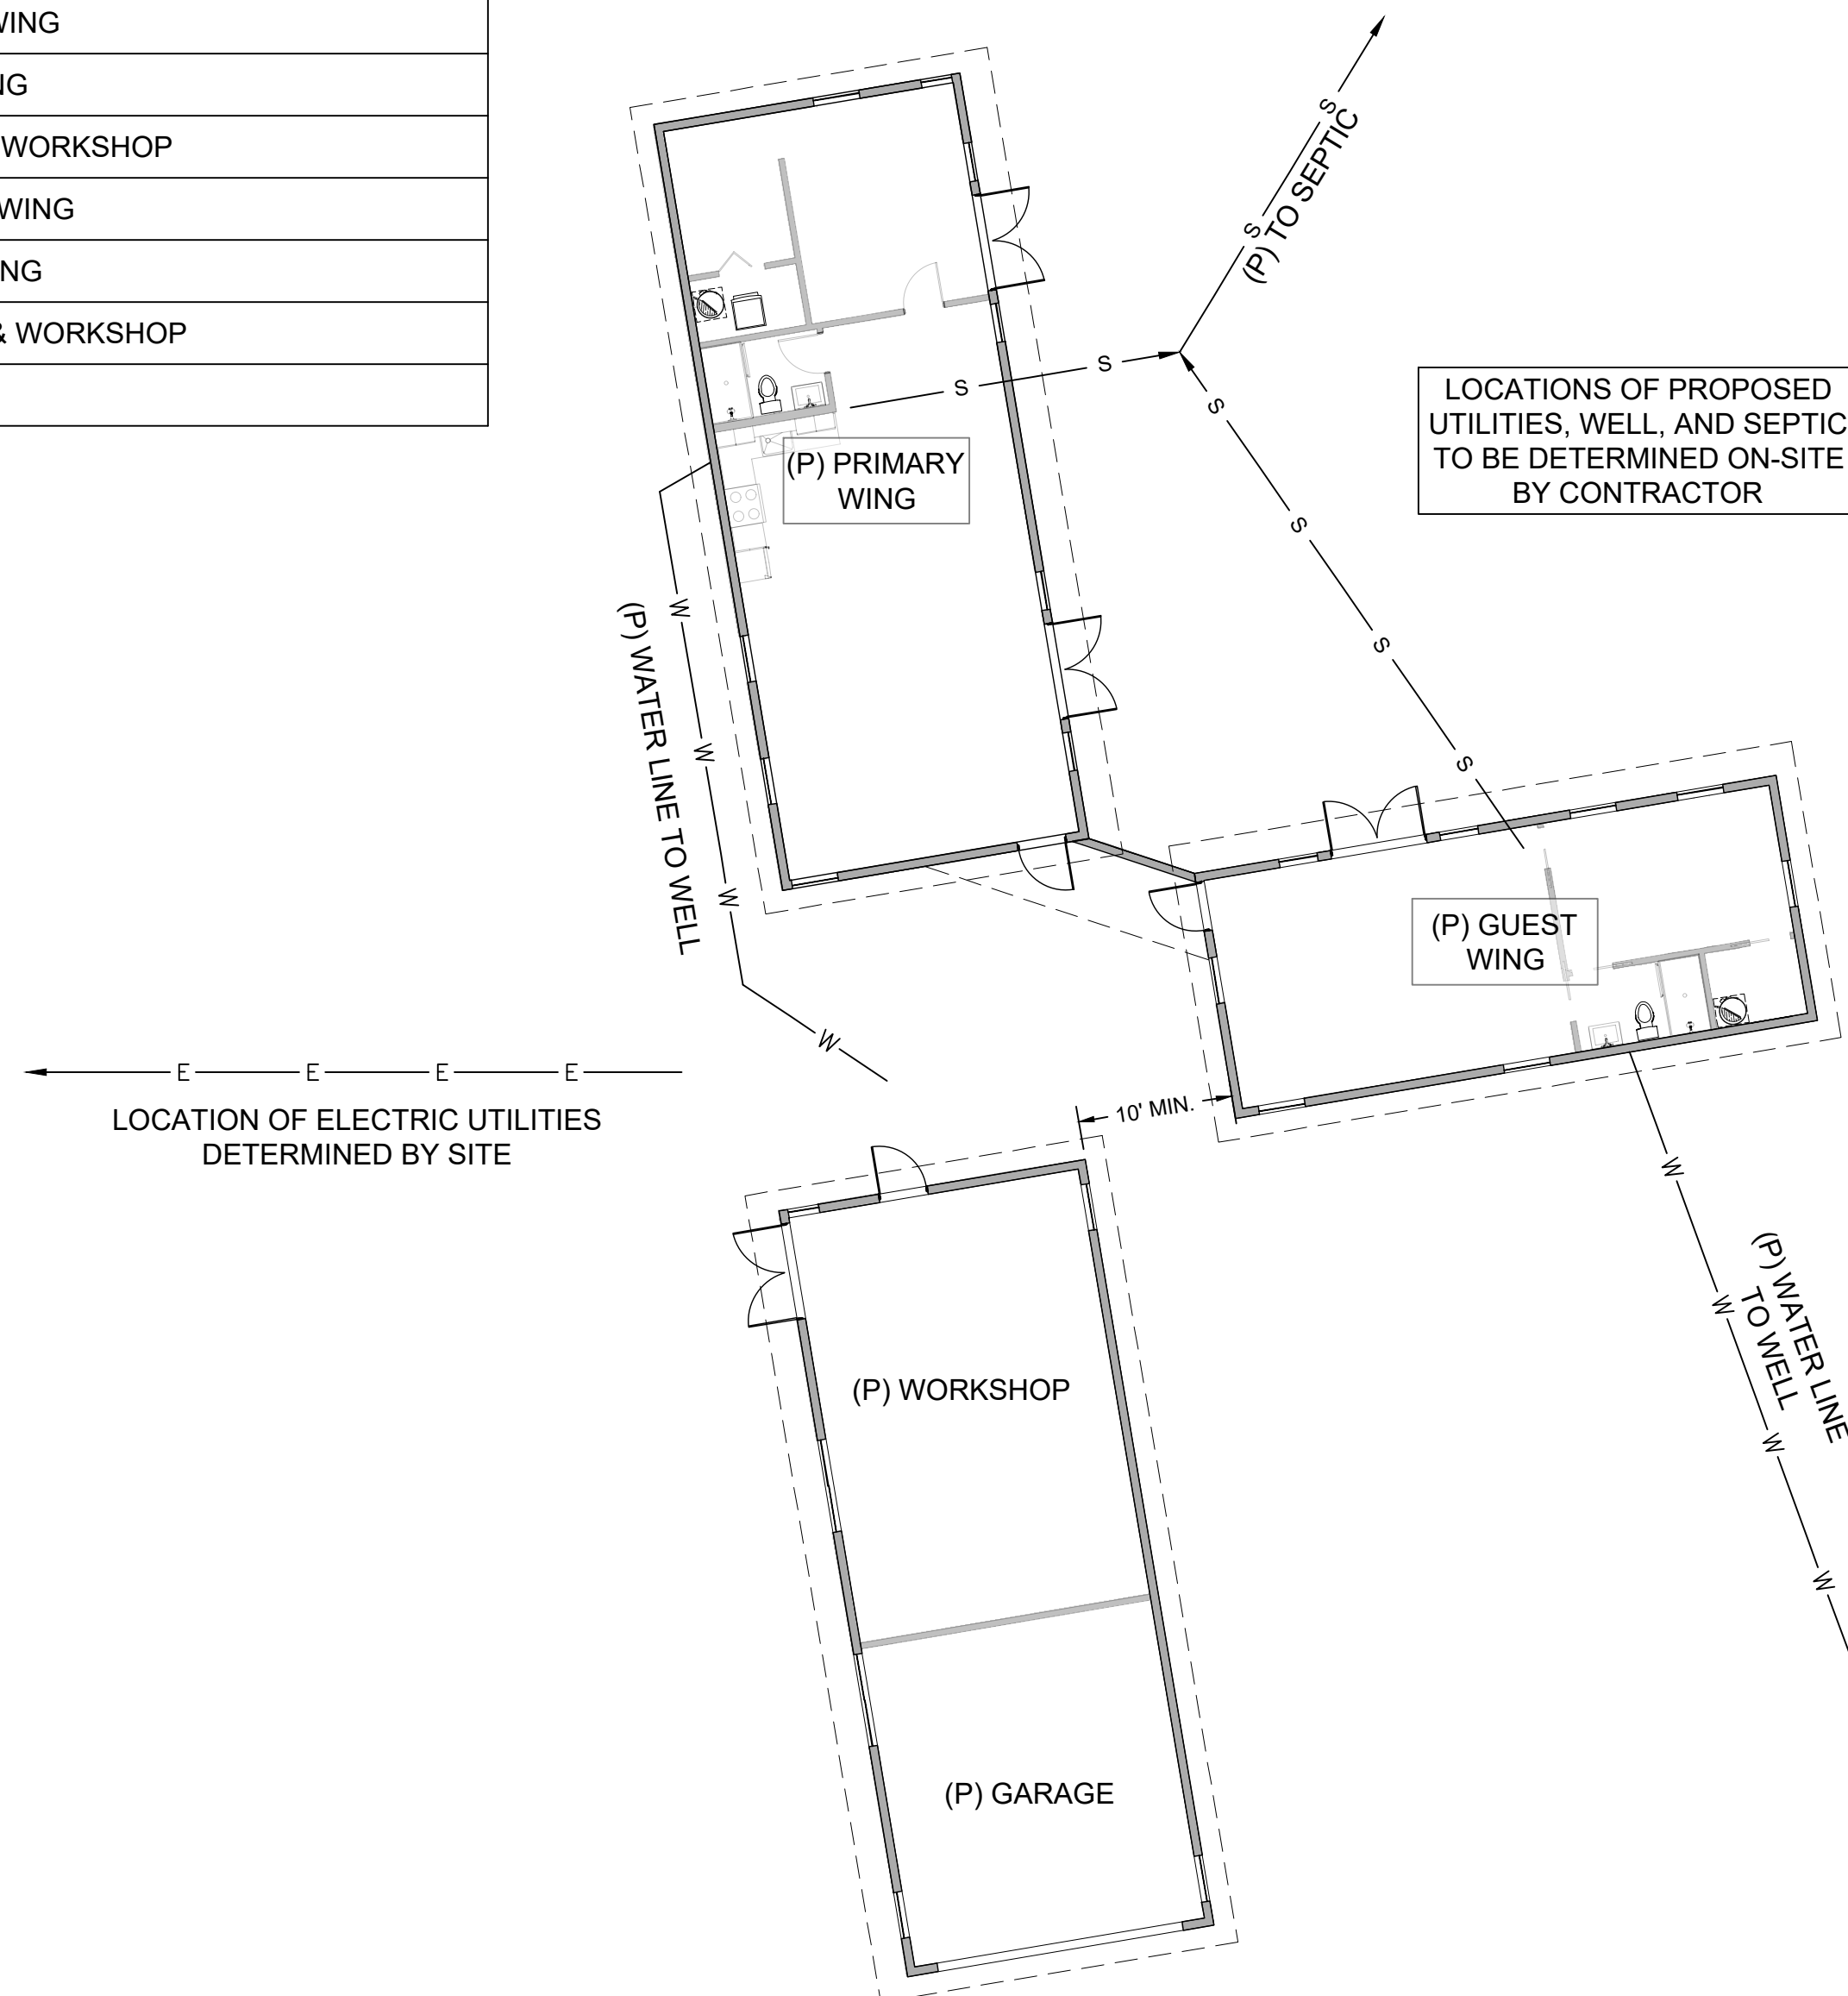 WING
NG
WORKSHOP
WING
NG
& WORKSHOP
S
S
(P) TO SEPTIC
S
S
S
S
S
S
LOCATIONS OF PROPOSED
UTILITIES, WELL, AND SEPTIC
TO BE DETERMINED ON-SITE
BY CONTRACTOR
(P) PRIMARY
WING
W
W
W
W
(P) WATER LINE TO WELL
(P) GUEST
WING
E
E
E
E
LOCATION OF ELECTRIC UTILITIES
DETERMINED BY SITE
10' MIN.
W
W
W
W
(P) WATER LINE
TO WELL
(P) WORKSHOP
(P) GARAGE